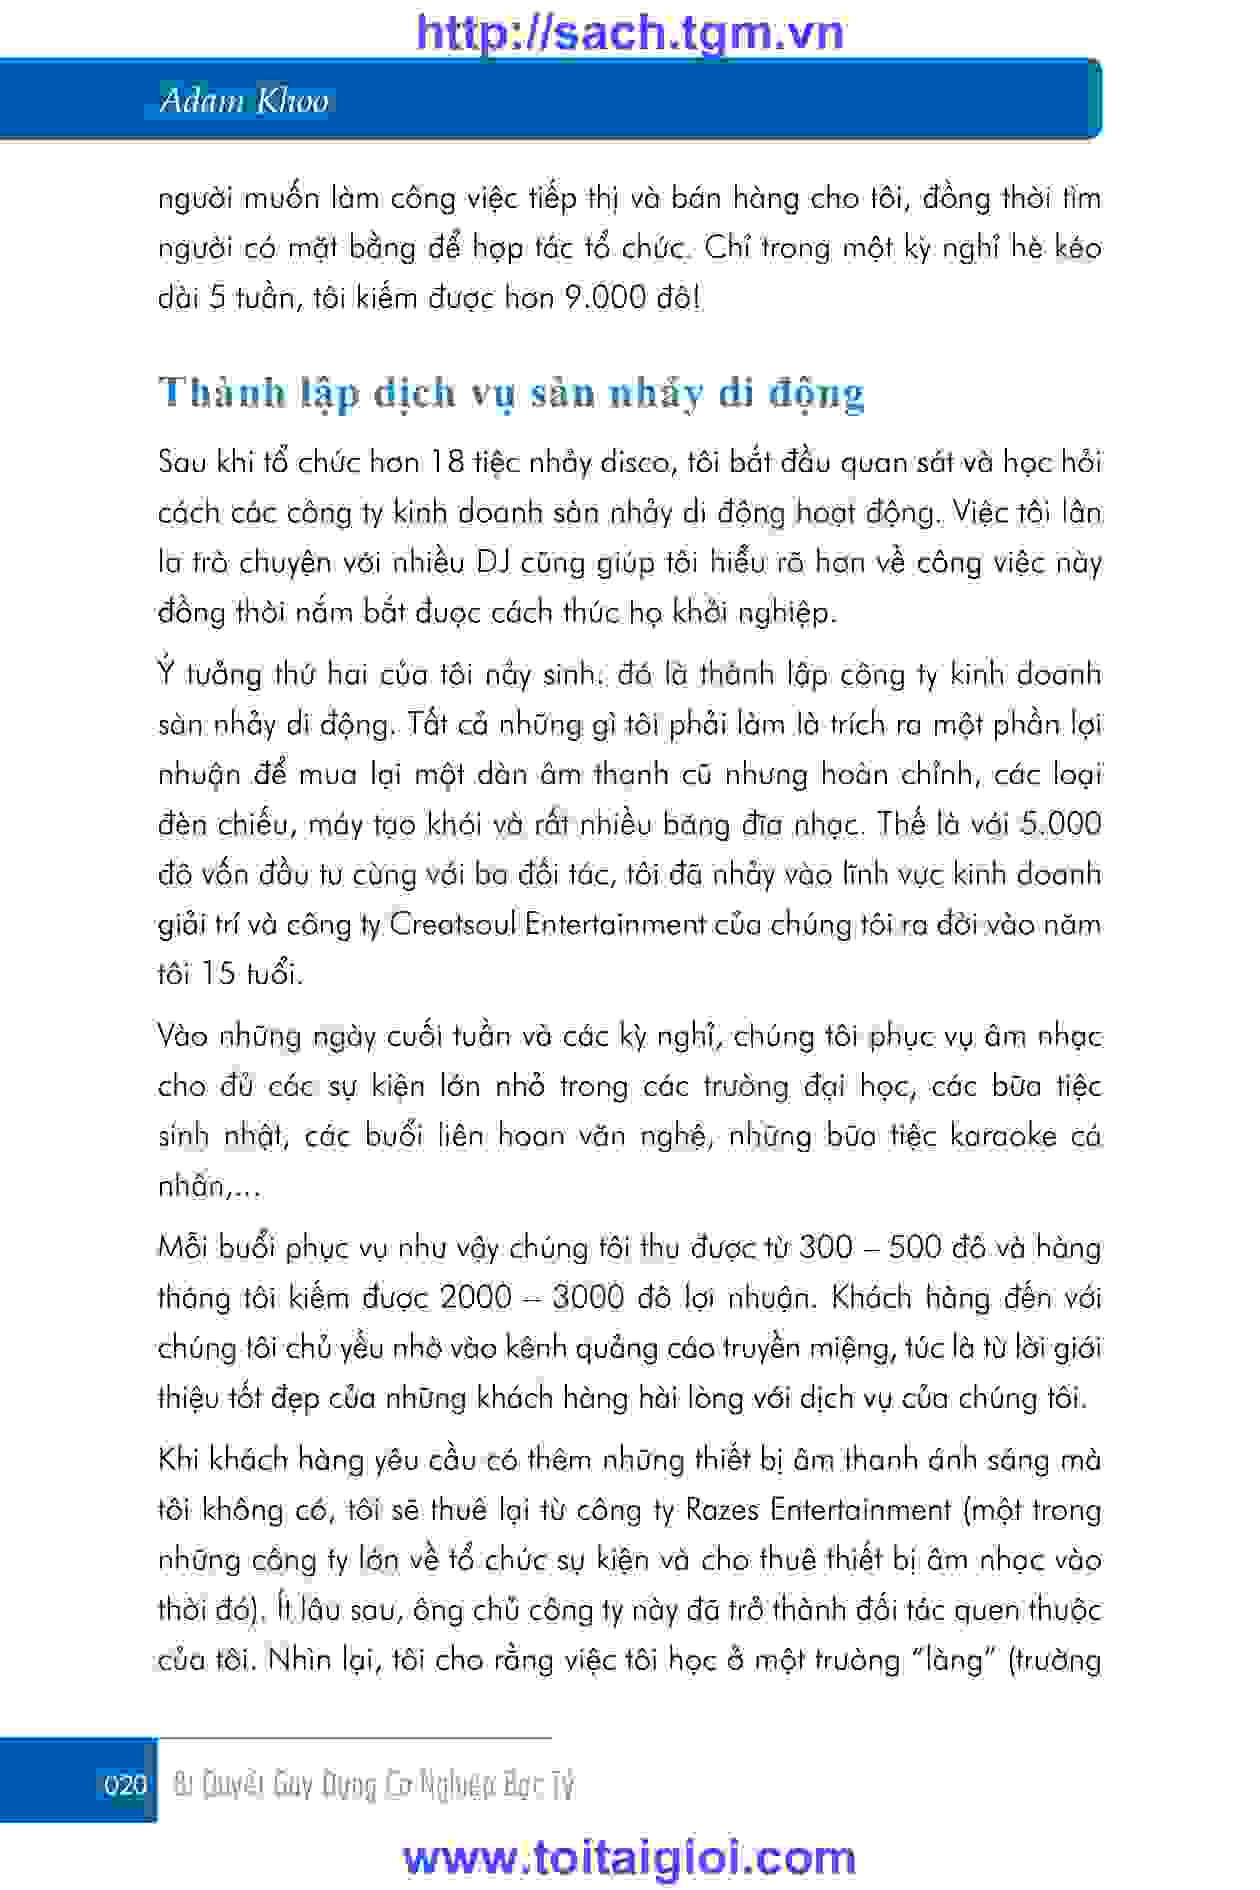 http://sach.tgm.vn
Adam Khoo
người muốn làm công việc tiếp thị và bán hàng cho tôi, đồng thời tìm
người có mặt bằng để hợp tác tổ chức. Chỉ trong một kỳ nghỉ hè kéo
dài 5 tuần, tôi kiếm được hơn 9.000 đô!
Thành lập dịch vụ sàn nhảy di động
Sau khi tổ chức hơn 18 tiệc nhảy disco, tôi bắt đầu quan sát và học hỏi
cách các công ty kinh doanh sàn nhảy di động hoạt động. Việc tôi lân
la trò chuyện với nhiều DJ cũng giúp tôi hiểu rõ hơn về công việc này
đồng thời nắm bắt được cách thức họ khởi nghiệp.
Ý tưởng thứ hai của tôi nảy sinh: đó là thành lập công ty kinh doanh
sàn nhảy di động. Tất cả những gì tôi phải làm là trích ra một phần lợi
nhuận để mua lại một dàn âm thanh cũ nhưng hoàn chỉnh, các loại
đèn chiếu, máy tạo khói và rất nhiều băng đĩa nhạc. Thế là với 5.000
đô vốn đầu tư cùng với ba đối tác, tôi đã nhảy vào lĩnh vực kinh doanh
giải trí và công ty Creatsoul Entertainment của chúng tôi ra đời vào năm
tôi 15 tuổi.
Vào những ngày cuối tuần và các kỳ nghỉ, chúng tôi phục vụ âm nhạc
cho đủ các sự kiện lớn nhỏ trong các trường đại học, các bữa tiệc
sinh nhật, các buổi liên hoan văn nghệ, những bữa tiệc karaoke cá
nhân,...
Mỗi buổi phục vụ như vậy chúng tôi thu được từ 300 – 500 đô và hàng
tháng tôi kiếm được 2000 – 3000 đô lợi nhuận. Khách hàng đến với
chúng tôi chủ yếu nhờ vào kênh quảng cáo truyền miệng, tức là từ lời giới
thiệu tốt đẹp của những khách hàng hài lòng với dịch vụ của chúng tôi.
Khi khách hàng yêu cầu có thêm những thiết bị âm thanh ánh sáng mà
tôi không có, tôi sẽ thuê lại từ công ty Razes Entertainment (một trong
những công ty lớn về tổ chức sự kiện và cho thuê thiết bị âm nhạc vào
thời đó). Ít lâu sau, ông chủ công ty này đã trở thành đối tác quen thuộc
của tôi. Nhìn lại, tôi cho rằng việc tôi học ở một trường “làng” (trường
020 Bí Quyết Gây Dựng Cơ Nghiệp Bạc Tỷ
www.toitaigioi.com